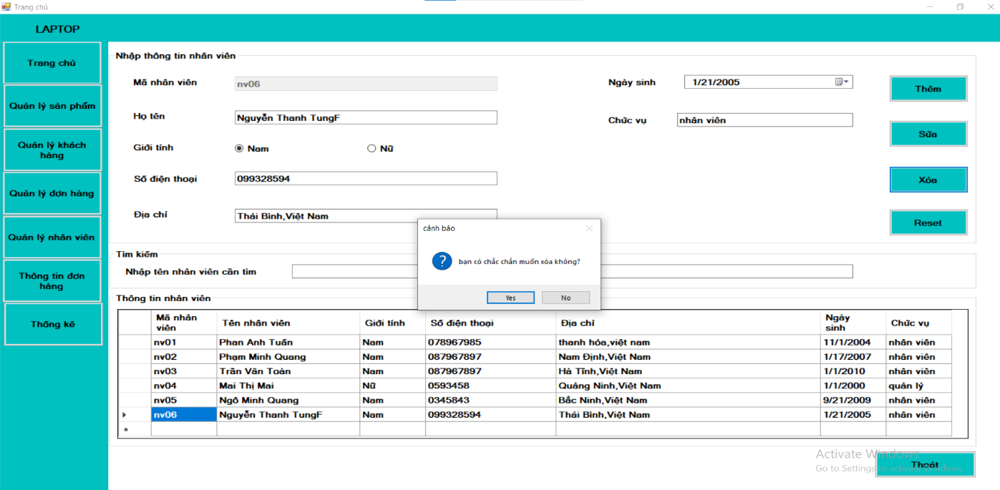 Trang chủ
LAPTOP
Trang chủ
Quản lý sản phẩm
Quản lý khách
hàng
Quản lý đơn hàng
Quản lý nhân viên
Thông tin đơn
hàng
Thống kê
Nhập thông tin nhân viên
Mã nhân viên
nv06
Ngày sinh
1/21/2005
Họ tên
Nguyễn Thanh TungF
Chức vụ
nhân viên
Giới tính
Nam
Nữ
Số điện thoại
099328594
Địa chỉ
Thái Bình,Việt Nam
Thêm
Sửa
Xóa
Reset
cảnh báo
bạn có chắc chắn muốn xóa không?
Yes
No
Tìm kiếm
Nhập tên nhân viên cần tìm
Thông tin nhân viên
Mã nhân
viên
Tên nhân viên
Giới tính
Số điện thoại
Địa chỉ
Ngày
sinh
Chức vụ
nv01 Phan Anh Tuấn Nam 078967985 thanh hóa,việt nam 11/1/2004 nhân viên
nv02 Phạm Minh Quang Nam 087967897 Nam Định,Việt Nam 1/17/2007 nhân viên
nv03 Trần Văn Toàn Nam 087967897 Hà Tĩnh,Việt Nam 1/1/2010 nhân viên
nv04 Mai Thị Mai Nữ 0593458 Quảng Ninh,Việt Nam 1/1/2000 quản lý
nv05 Ngô Minh Quang Nam 0345843 Bắc Ninh,Việt Nam 9/21/2009 nhân viên
nv06 Nguyễn Thanh TungF Nam 099328594 Thái Bình,Việt Nam 1/21/2005 nhân viên
Activate Windows
Go to Settings to activate Windows.
Thoát